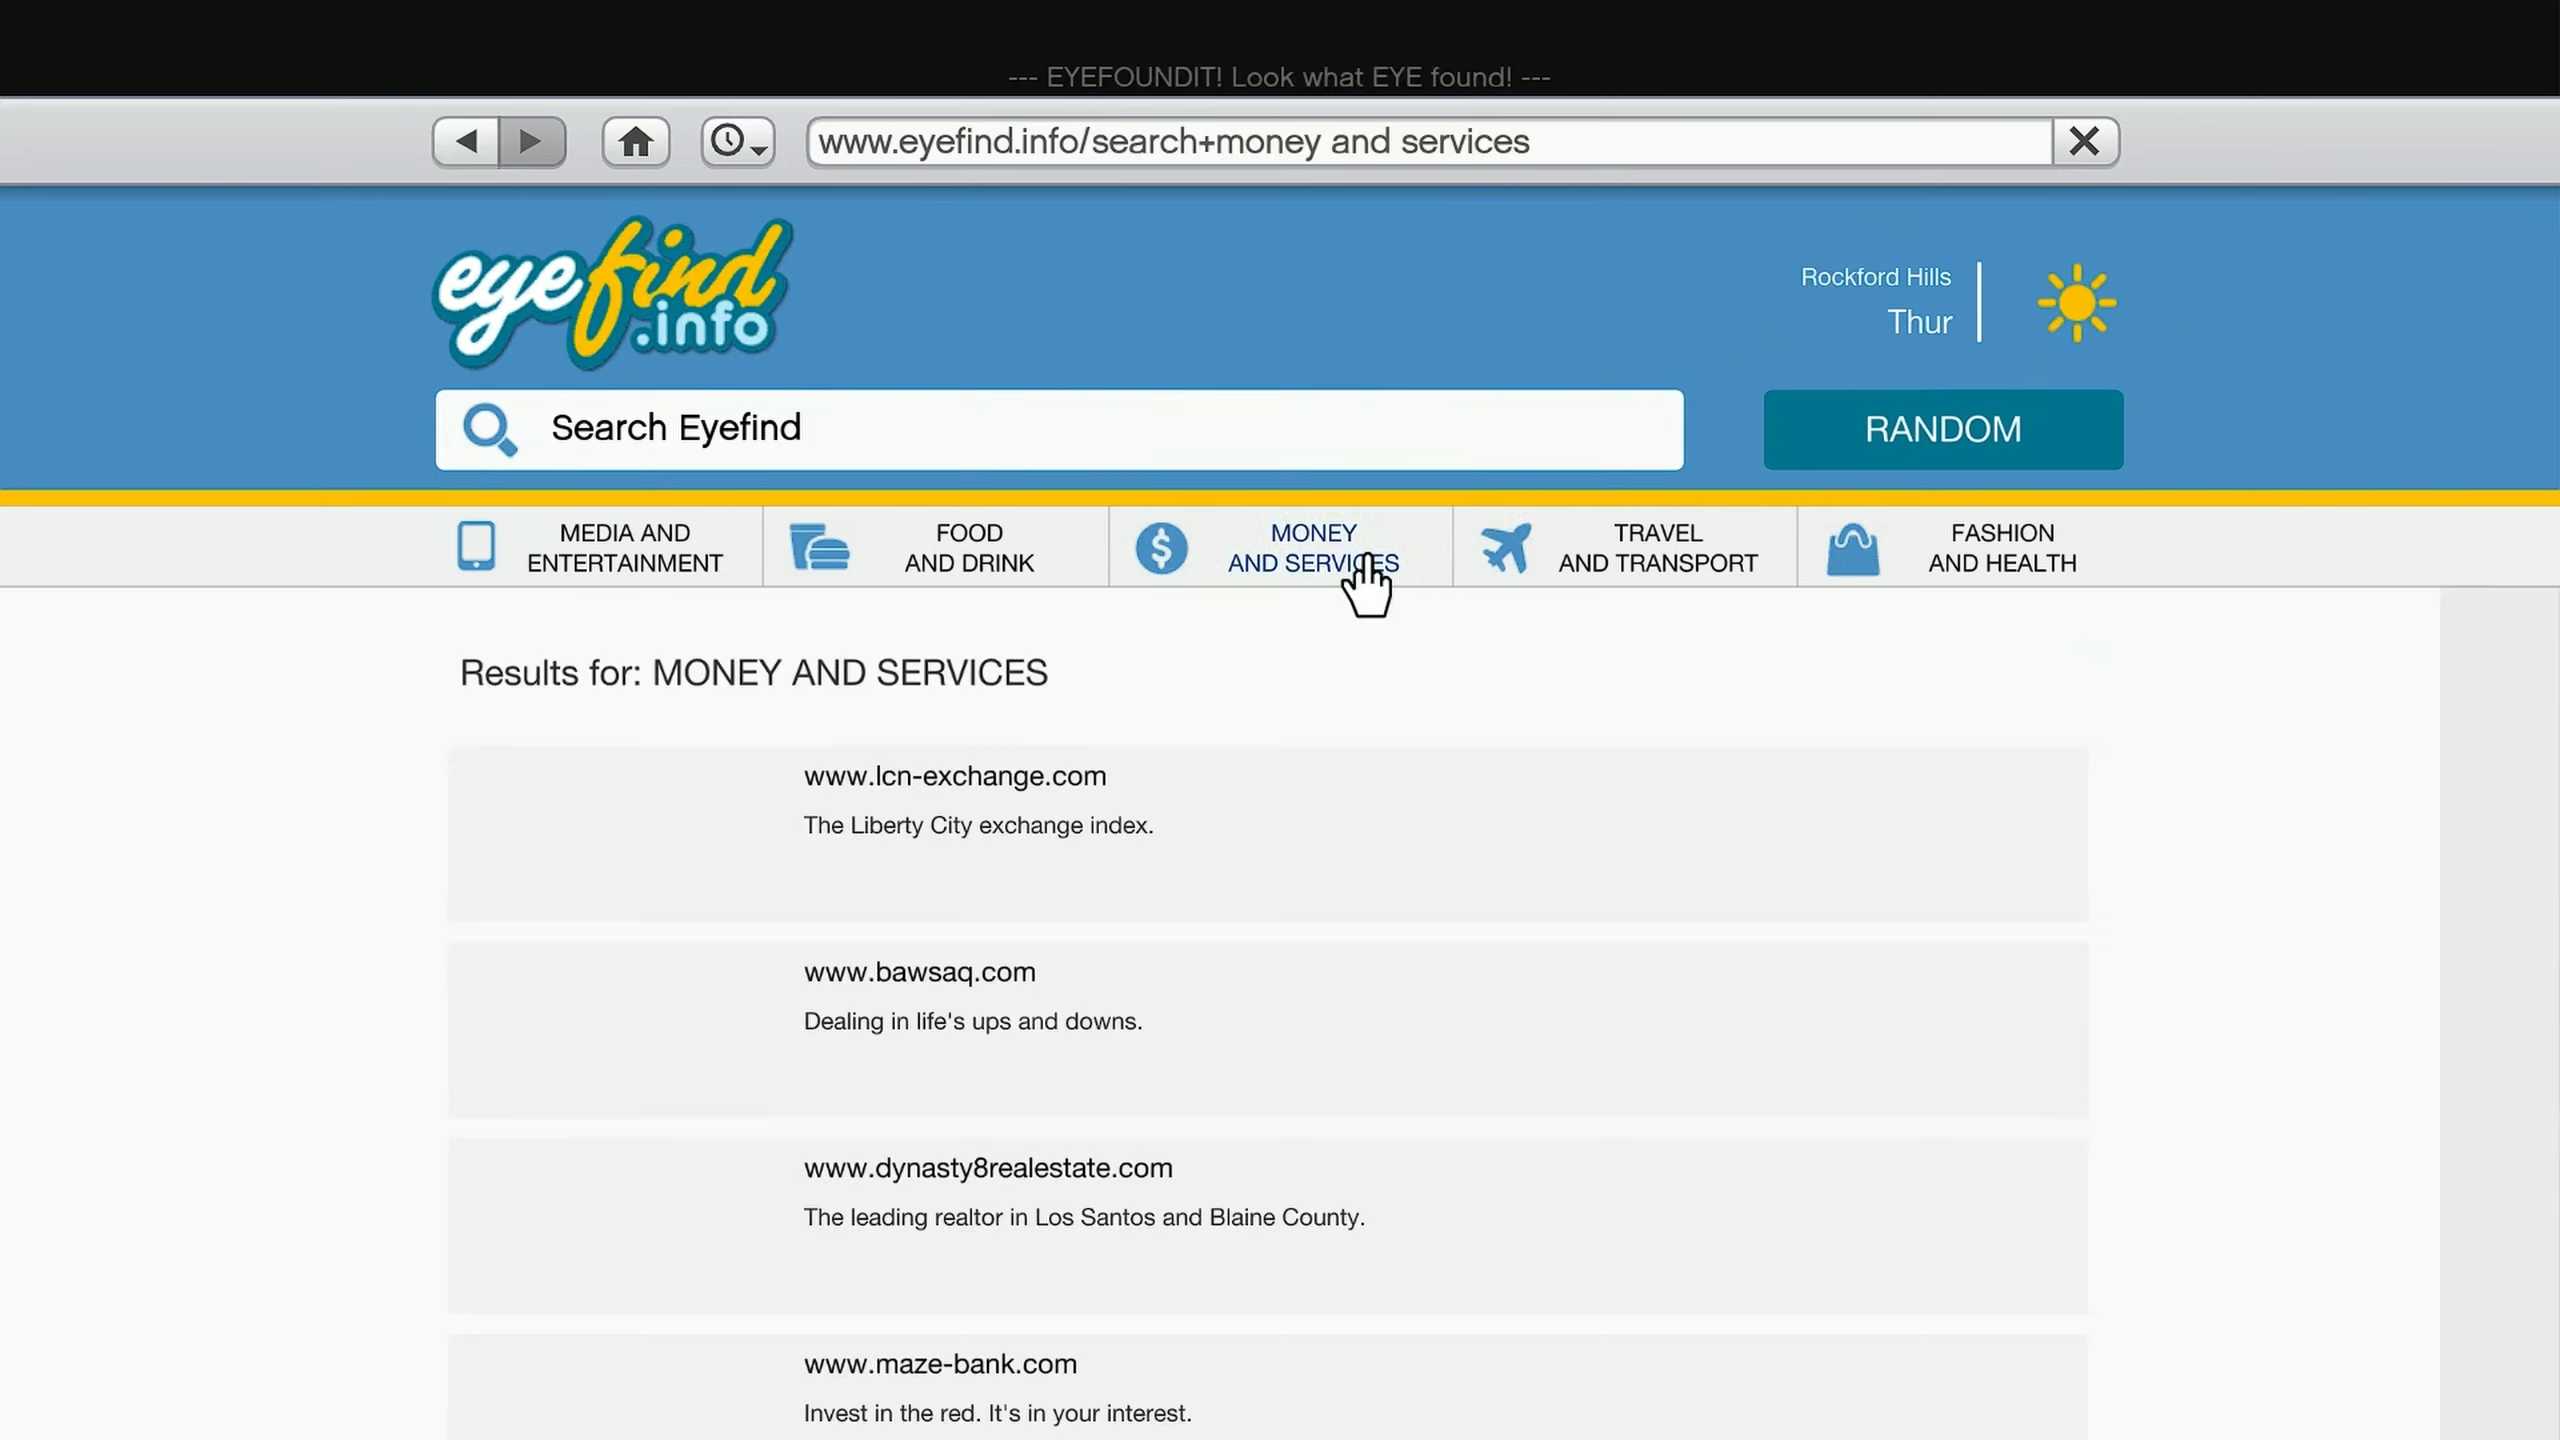 --- EYEFOUNDIT! Look what EYE found! ---
www.eyefind.info/search+money and services
eyefind
.info
Rockford Hills
Thur
Search Eyefind
RANDOM
MEDIA AND
ENTERTAINMENT
FOOD
AND DRINK
MONEY
AND SERVICES
TRAVEL
AND TRANSPORT
FASHION
AND HEALTH
Results for: MONEY AND SERVICES
www.lcn-exchange.com
The Liberty City exchange index.
www.bawsaq.com
Dealing in life's ups and downs.
www.dynasty8realestate.com
The leading realtor in Los Santos and Blaine County.
www.maze-bank.com
Invest in the red. It's in your interest.